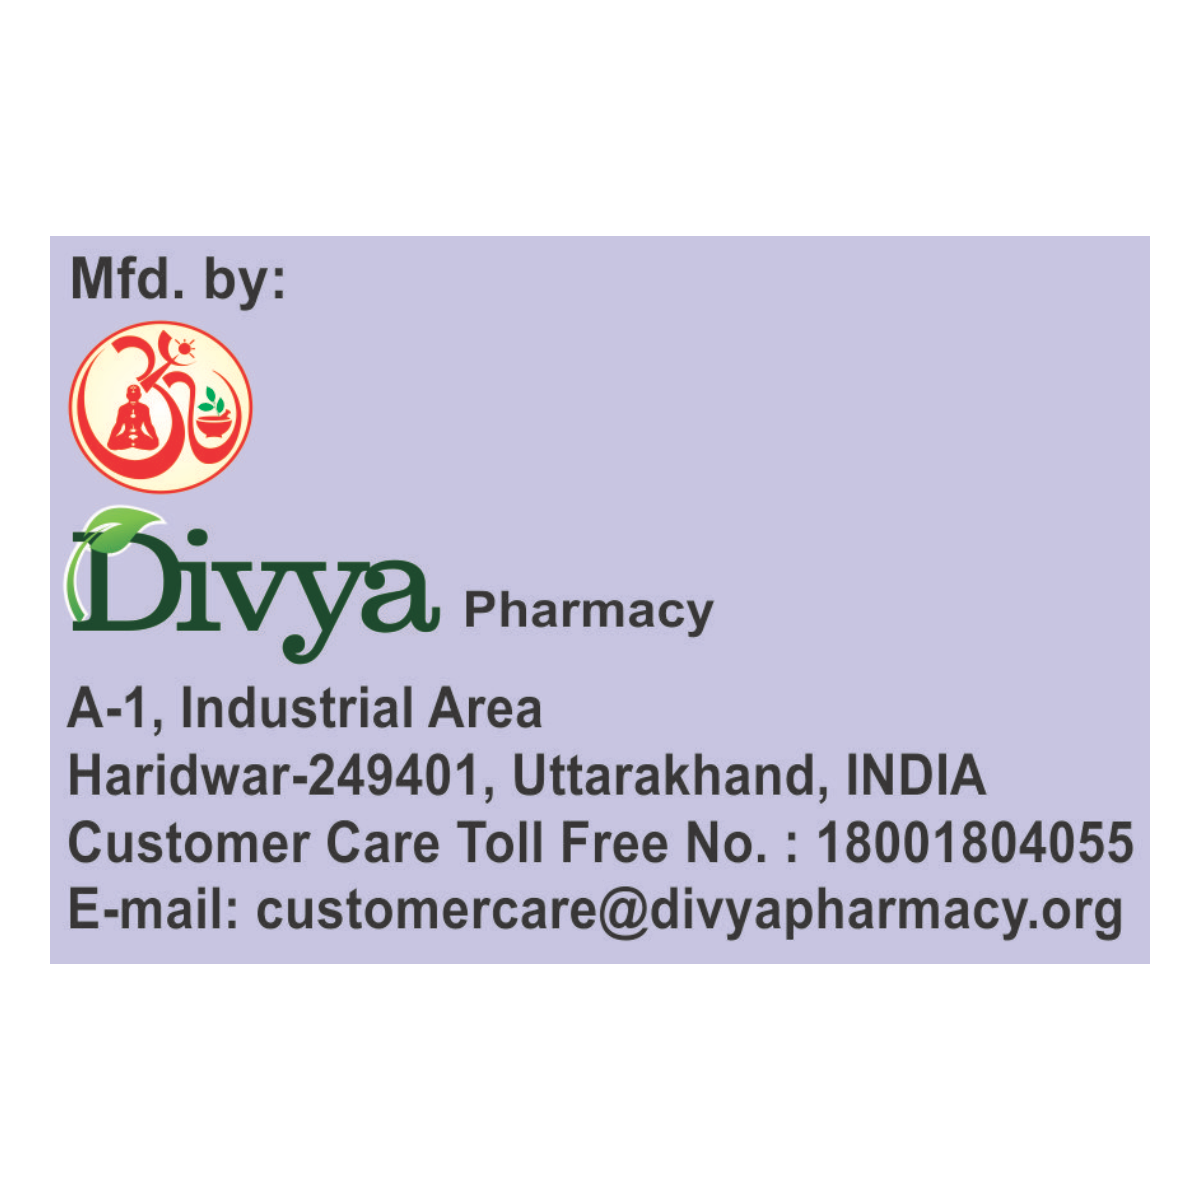 Mfd. by:
Divya Pharmacy
A-1, Industrial Area
Haridwar-249401, Uttarakhand, INDIA
Customer Care Toll Free No. : 18001804055
E-mail: customercare@divyapharmacy.org